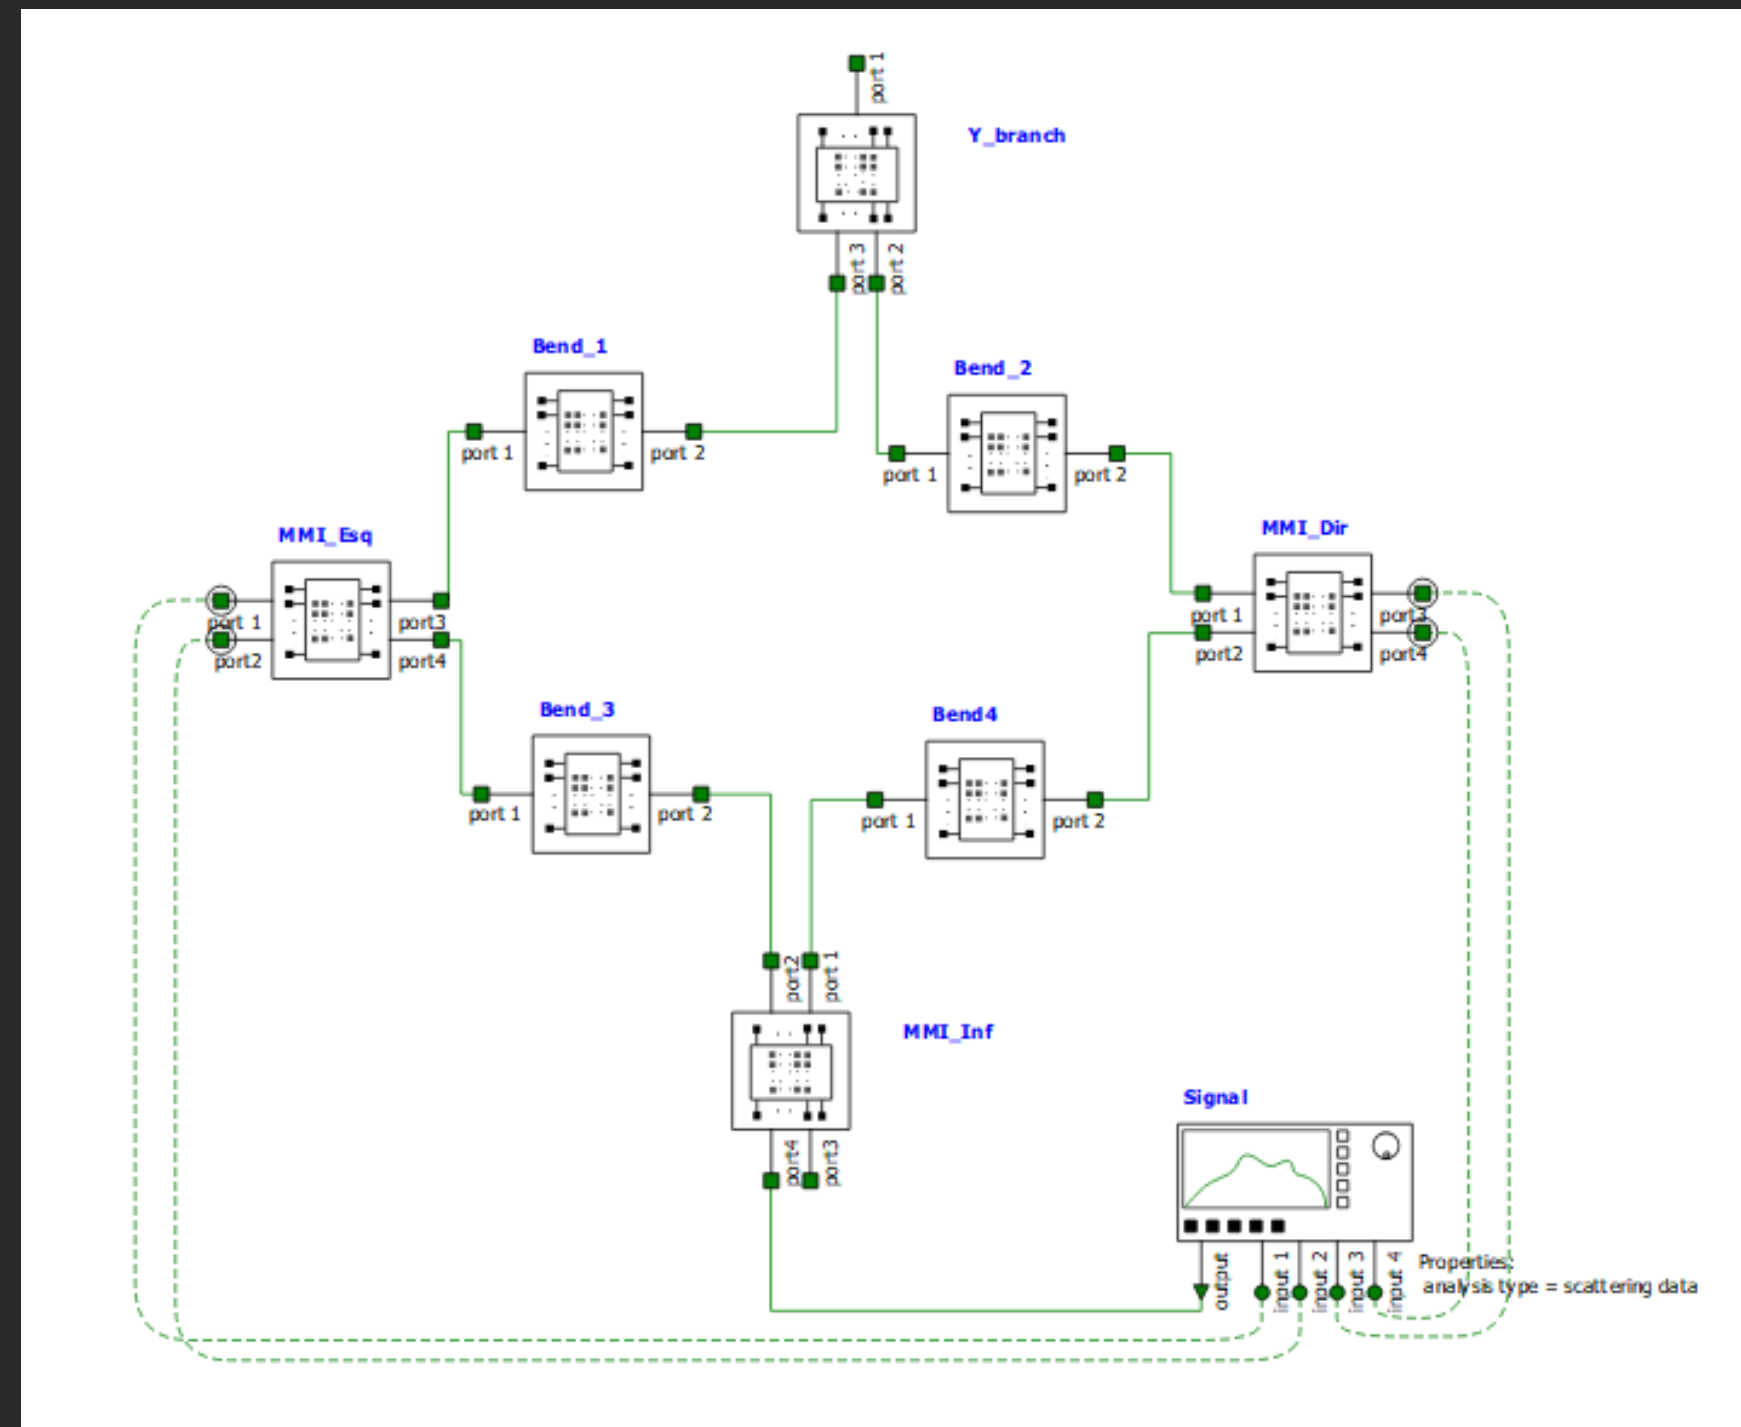 port 1
Y_branch
port 3
port 2
Bend_1
port 1
port 2
Bend_2
port 1
port 2
MMI_Esq
port 1
port2
port3
port4
MMI_Dir
port 1
port2
port3
port4
Bend_3
port 1
port 2
Bend4
port 1
port 2
port2
port 1
MMI_Inf
port4
port3
Signal
output
input 1
input 2
input 3
input 4
Properties:
analysis type = scattering data